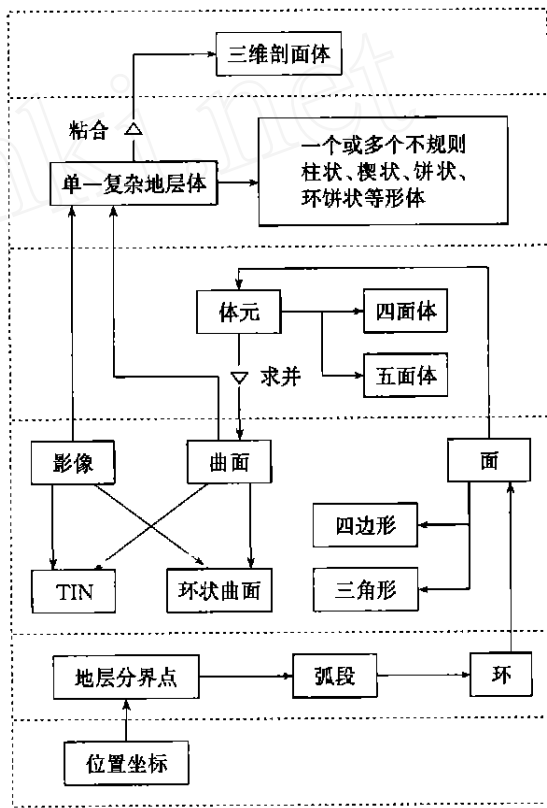 三维剖面体
粘合
单一复杂地层体
一个或多个不规则
柱状、楔状、饼状、
环饼状等形体
体元
四面体
求并
五面体
影像
曲面
面
四边形
TIN
环状曲面
三角形
地层分界点
弧段
环
位置坐标